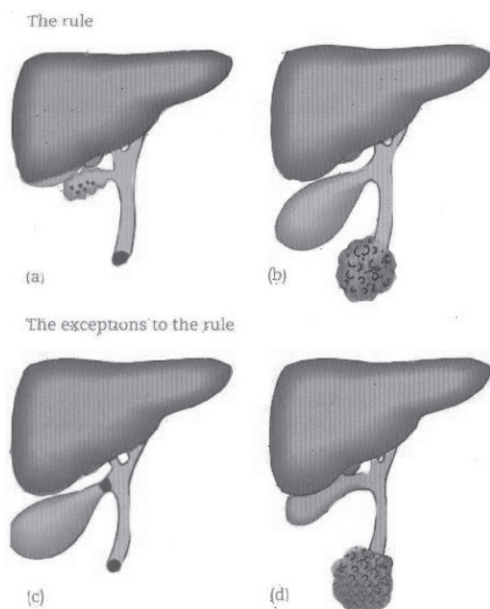 The rule
(a)
(b)
The exceptions to the rule
(c)
(d)